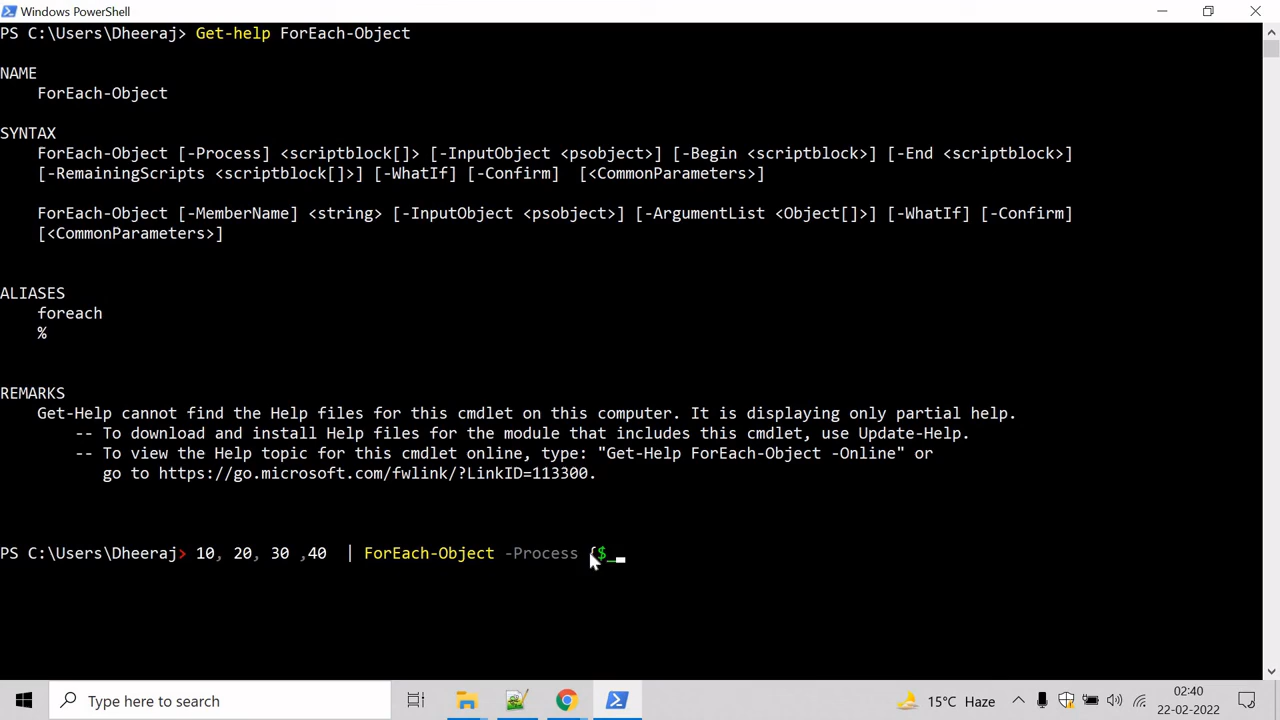 Windows PowerShell
PS C:\Users\Dheeraj> Get-help ForEach-Object
NAME
ForEach-Object
SYNTAX
ForEach-Object [-Process] <scriptblock[]> [-InputObject <psobject>] [-Begin <scriptblock>] [-End <scriptblock>]
[-RemainingScripts <scriptblock[]>] [-WhatIf] [-Confirm]  [<CommonParameters>]
ForEach-Object [-MemberName] <string> [-InputObject <psobject>] [-ArgumentList <Object[]>] [-WhatIf] [-Confirm]
[<CommonParameters>]
ALIASES
foreach
%
REMARKS
Get-Help cannot find the Help files for this cmdlet on this computer. It is displaying only partial help.
-- To download and install Help files for the module that includes this cmdlet, use Update-Help.
-- To view the Help topic for this cmdlet online, type: "Get-Help ForEach-Object -Online" or
go to https://go.microsoft.com/fwlink/?LinkID=113300.
PS C:\Users\Dheeraj> 10, 20, 30 ,40  | ForEach-Object -Process {$_
Type here to search
15°C Haze
02:40
22-02-2022